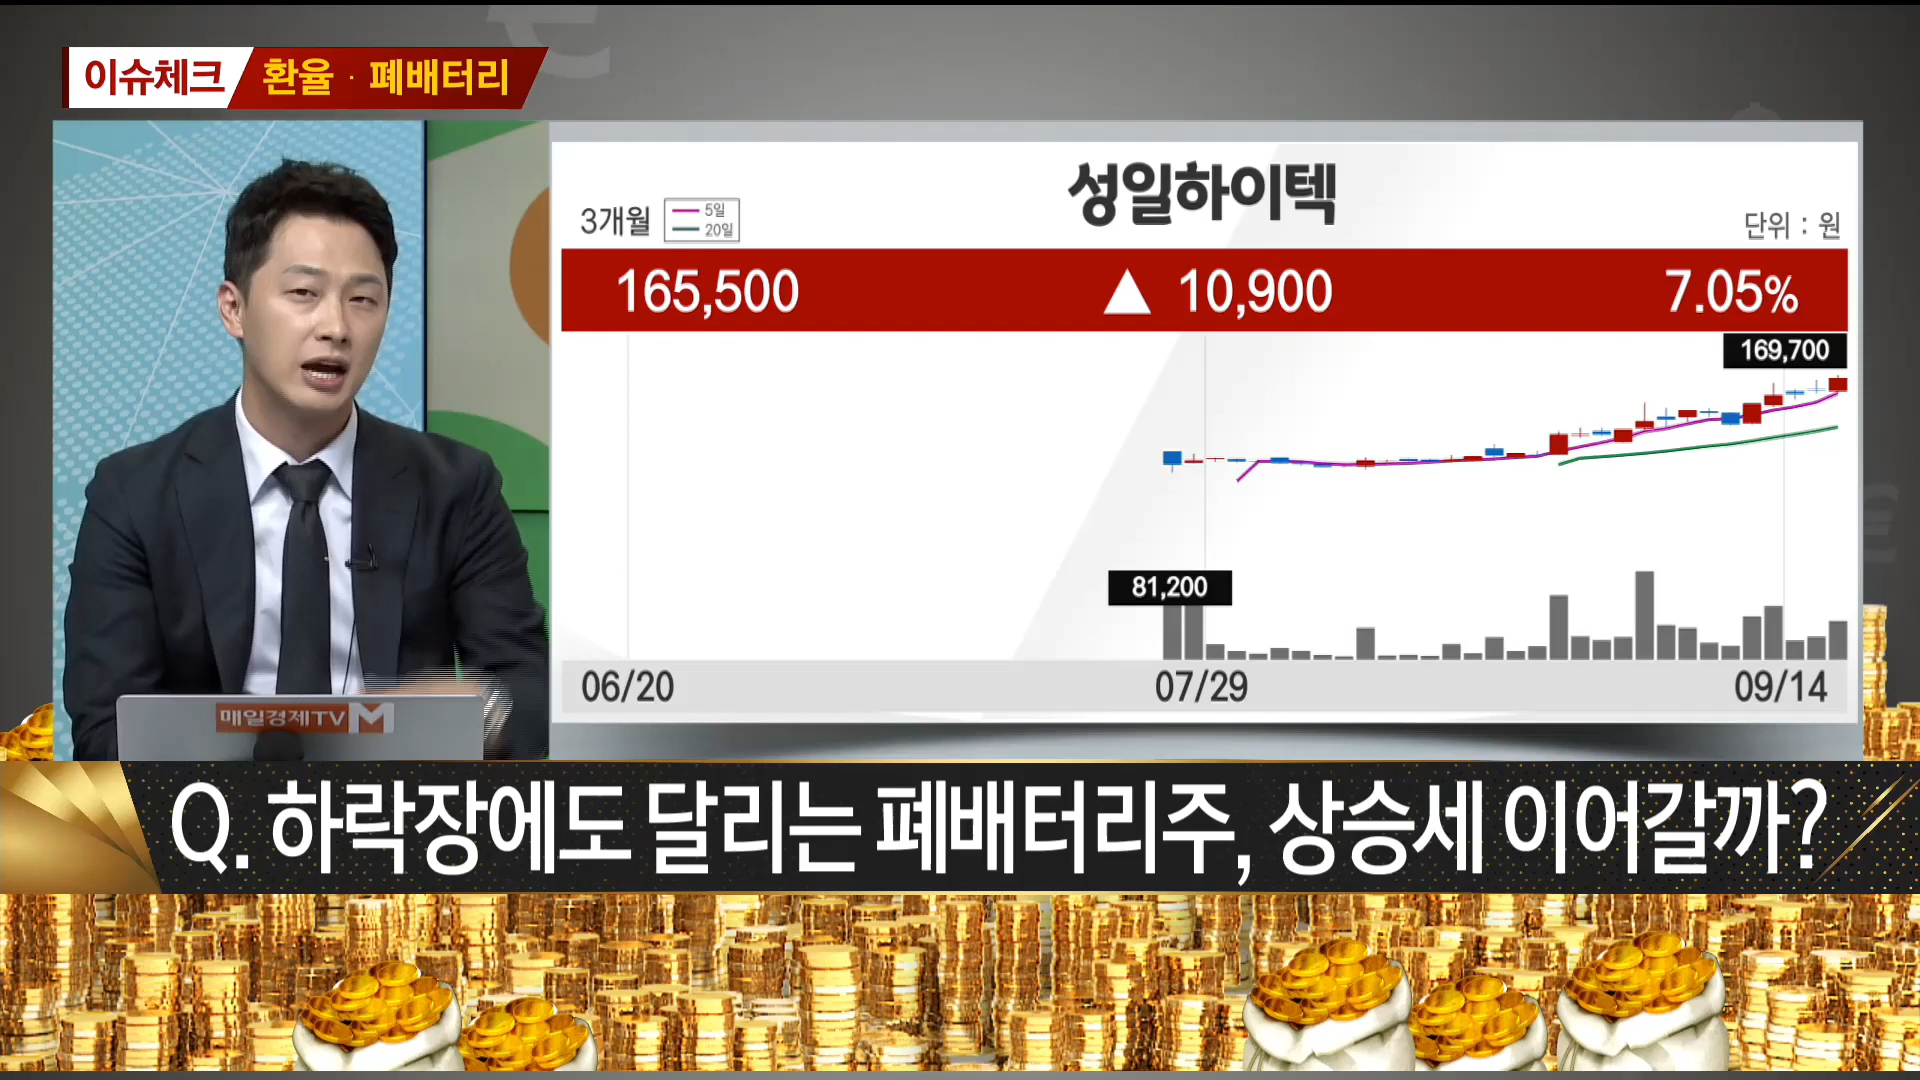 이슈체크 환율 · 폐배터리
성일하이텍
3개월
5일
20일
단위 : 원
165,500 ▲ 10,900 7.05%
169,700
81,200
06/20 07/29 09/14
매일경제TV M
Q. 하락장에도 달리는 폐배터리주, 상승세 이어갈까?